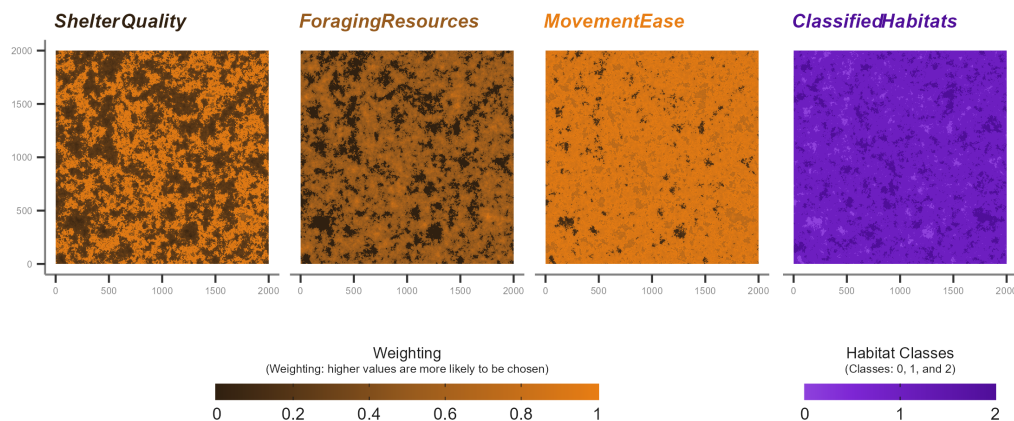 ShelterQuality
ForagingResources
MovementEase
ClassifiedHabitats
2000
1500
1000
500
0
0 500 1000 1500 2000
0 500 1000 1500 2000
0 500 1000 1500 2000
0 500 1000 1500 2000
Weighting
(Weighting: higher values are more likely to be chosen)
0 0.2 0.4 0.6 0.8 1
Habitat Classes
(Classes: 0, 1, and 2)
0 1 2